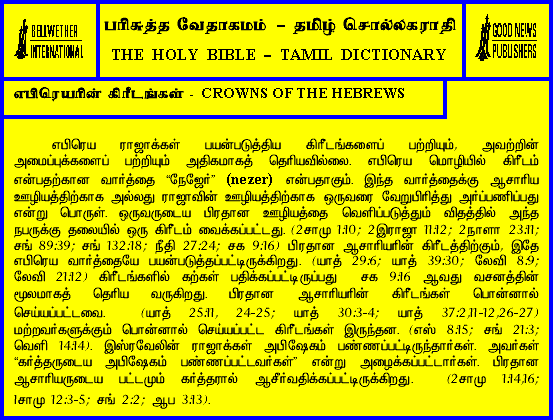 BELLWETHER
INTERNATIONAL
பரிசுத்த வேதாகமம் – தமிழ் சொல்லகராதி
THE HOLY BIBLE – TAMIL DICTIONARY
GOOD NEWS
PUBLISHERS
எபிரெயரின் கிரீடங்கள் - CROWNS OF THE HEBREWS
எபிரெய ராஜாக்கள் பயன்படுத்திய கிரீடங்களைப் பற்றியும், அவற்றின்
அமைப்புக்களைப் பற்றியும் அதிகமாகத் தெரியவில்லை. எபிரெய மொழியில் கிரீடம்
என்பதற்கான வார்த்தை “நேஜேர்” (nezer) என்பதாகும். இந்த வார்த்தைக்கு ஆசாரிய
ஊழியத்திற்காக அல்லது ராஜாவின் ஊழியத்திற்காக ஒருவரை வேறுபிரித்து அர்ப்பணிப்பது
என்று பொருள். ஒருவருடைய பிரதான ஊழியத்தை வெளிப்படுத்தும் விதத்தில் அந்த
நபருக்கு தலையில் ஒரு கிரீடம் வைக்கப்பட்டது. (2சாமு 1:10; 2இராஜா 11:12; 2நாளா 23:11;
சங் 89:39; சங் 132:18; நீதி 27:24; சக 9:16) பிரதான ஆசாரியரின் கிரீடத்திற்கும், இதே
எபிரெய வார்த்தையே பயன்படுத்தப்பட்டிருக்கிறது. (யாத் 29:6; யாத் 39:30; லேவி 8:9;
லேவி 21:12) கிரீடங்களில் கற்கள் பதிக்கப்பட்டிருப்பது சக 9:16 ஆவது வசனத்தின்
மூலமாகத் தெரிய வருகிறது. பிரதான ஆசாரியரின் கிரீடங்கள் பொன்னால்
செய்யப்பட்டவை. (யாத் 25:11, 24-25; யாத் 30:3-4; யாத் 37:2,11-12,26-27)
மற்றவர்களுக்கும் பொன்னால் செய்யப்பட்ட கிரீடங்கள் இருந்தன. (எஸ் 8:15; சங் 21:3;
வெளி 14:14). இஸ்ரவேலின் ராஜாக்கள் அபிஷேகம் பண்ணப்பட்டிருந்தார்கள். அவர்கள்
“கர்த்தருடைய அபிஷேகம் பண்ணப்பட்டவர்கள்” என்று அழைக்கப்பட்டார்கள். பிரதான
ஆசாரியருடைய பட்டமும் கர்த்தரால் ஆசீர்வதிக்கப்பட்டிருக்கிறது. (2சாமு 1:14,16;
1சாமு 12:3-5; சங் 2:2; ஆப 3:13).